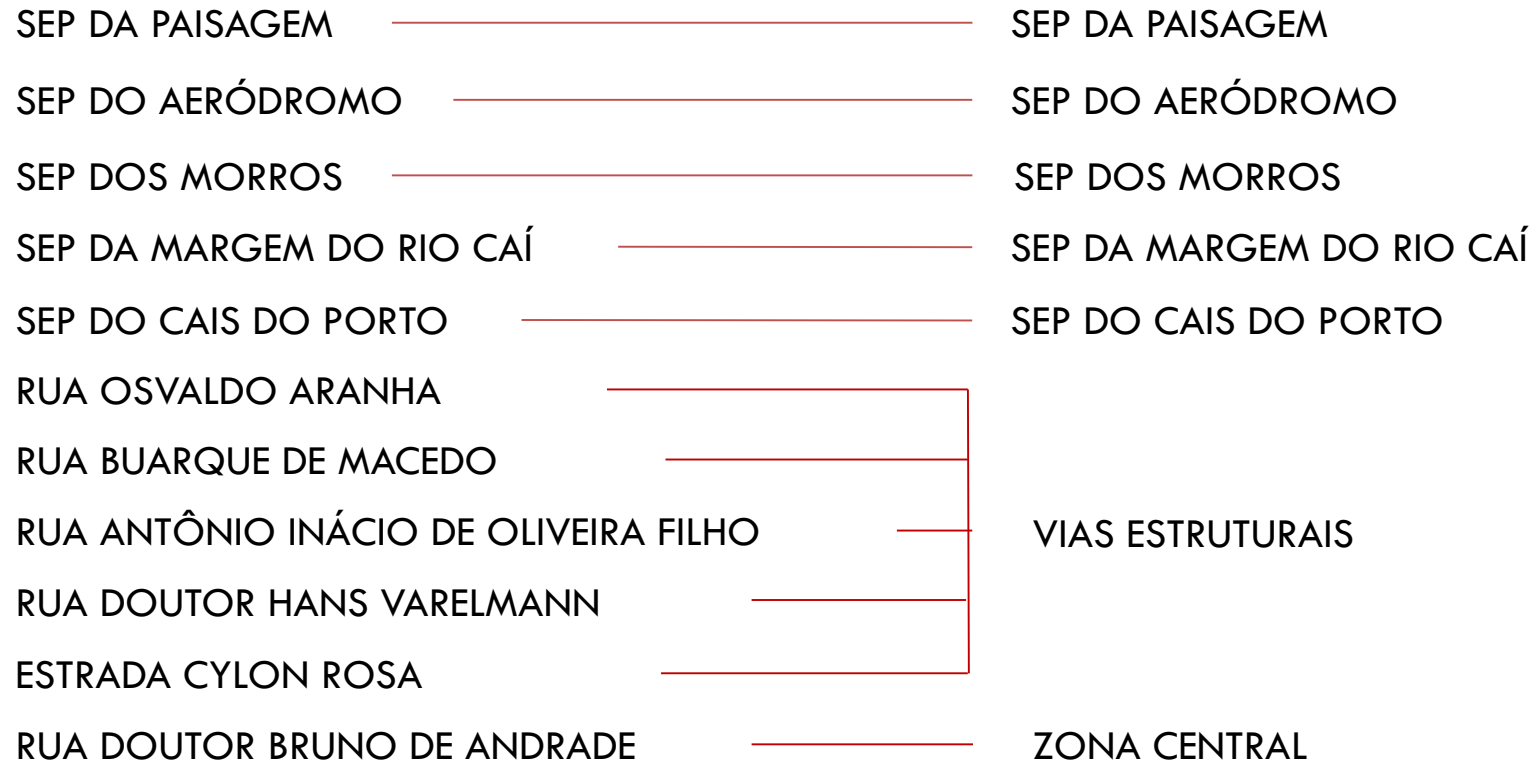 SEP DA PAISAGEM SEP DA PAISAGEM
SEP DO AERÓDROMO SEP DO AERÓDROMO
SEP DOS MORROS SEP DOS MORROS
SEP DA MARGEM DO RIO CAÍ SEP DA MARGEM DO RIO CAÍ
SEP DO CAIS DO PORTO SEP DO CAIS DO PORTO
RUA OSVALDO ARANHA
RUA BUARQUE DE MACEDO
RUA ANTÔNIO INÁCIO DE OLIVEIRA FILHO VIAS ESTRUTURAIS
RUA DOUTOR HANS VARELMANN
ESTRADA CYLON ROSA
RUA DOUTOR BRUNO DE ANDRADE ZONA CENTRAL